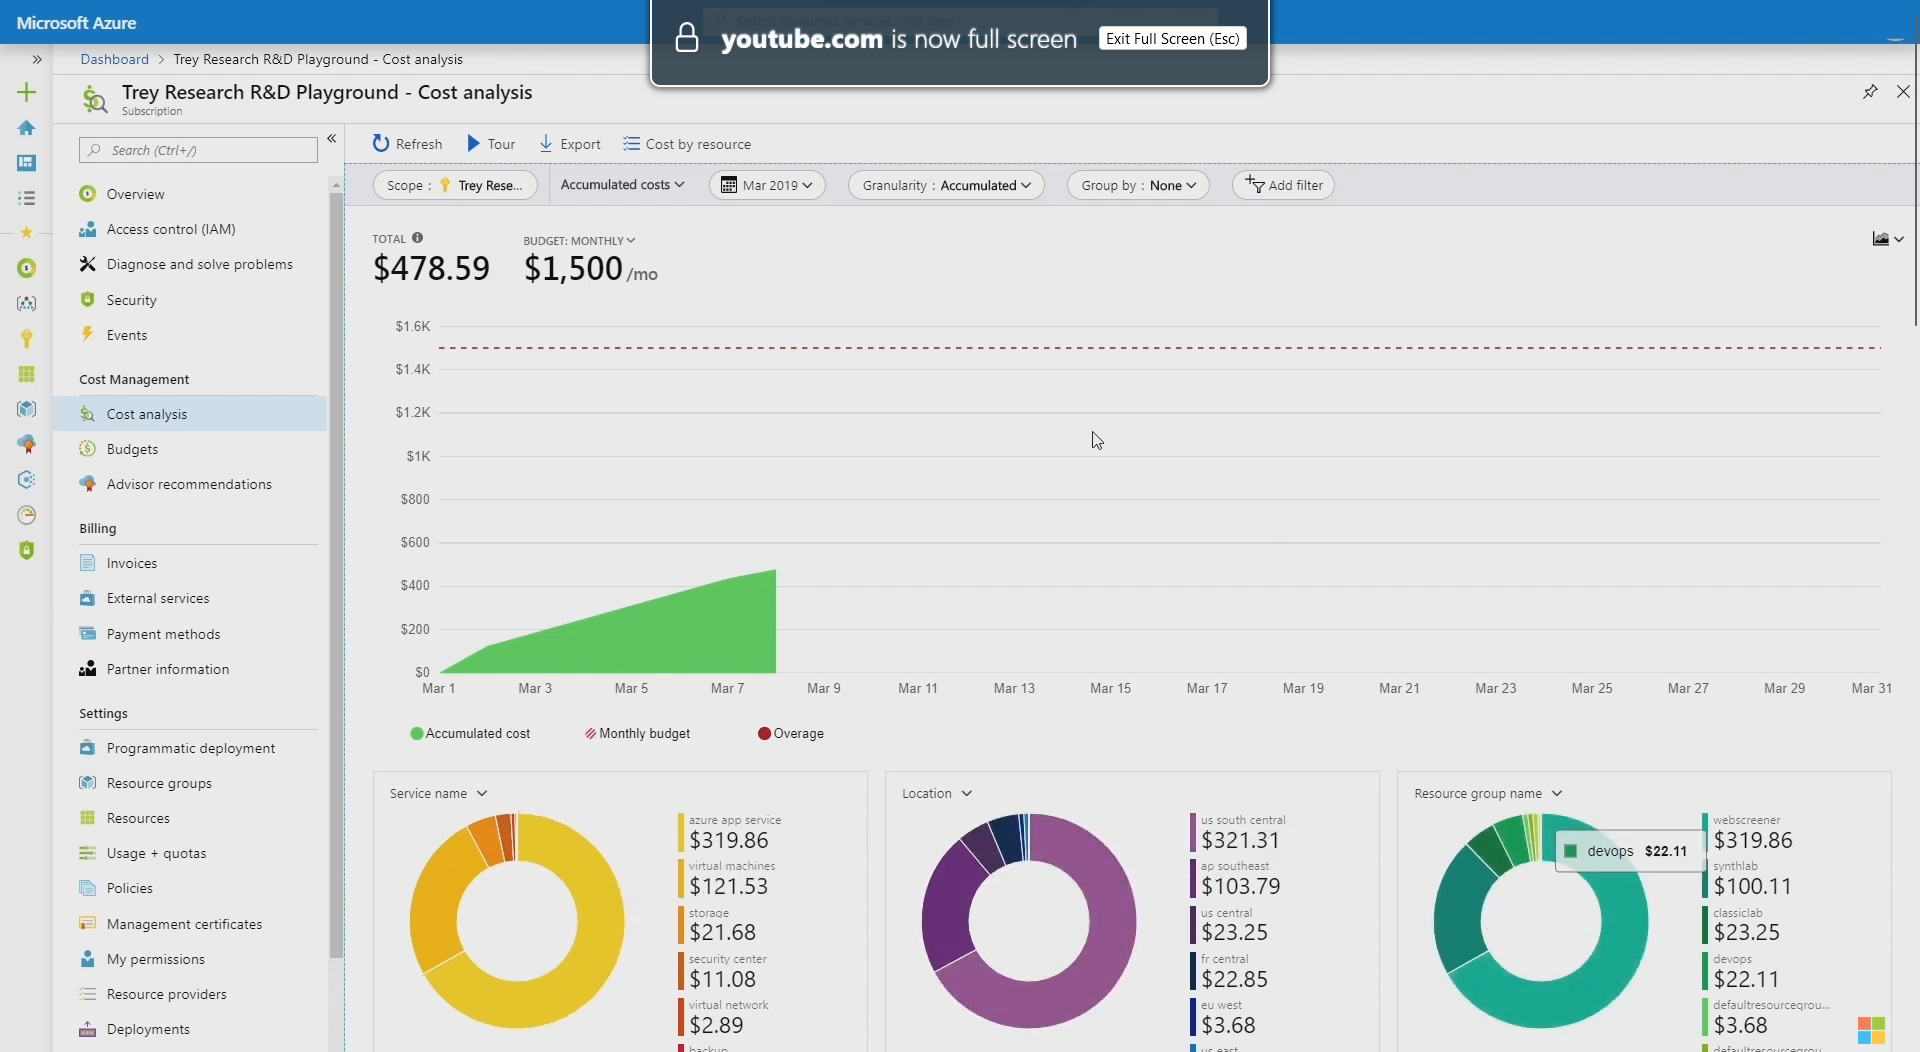 Microsoft Azure
Search resources, services, and docs
youtube.com is now full screen
Exit Full Screen (Esc)
Dashboard > Trey Research R&D Playground - Cost analysis
Trey Research R&D Playground - Cost analysis
Subscription
Search (Ctrl+/)
Overview
Access control (IAM)
Diagnose and solve problems
Security
Events
Cost Management
Cost analysis
Budgets
Advisor recommendations
Billing
Invoices
External services
Payment methods
Partner information
Settings
Programmatic deployment
Resource groups
Resources
Usage + quotas
Policies
Management certificates
My permissions
Resource providers
Deployments
Refresh
Tour
Export
Cost by resource
Scope : Trey Rese...
Accumulated costs
Mar 2019
Granularity : Accumulated
Group by : None
Add filter
TOTAL
$478.59
BUDGET: MONTHLY
$1,500 /mo
$1.6K
$1.4K
$1.2K
$1K
$800
$600
$400
$200
$0
Mar 1
Mar 3
Mar 5
Mar 7
Mar 9
Mar 11
Mar 13
Mar 15
Mar 17
Mar 19
Mar 21
Mar 23
Mar 25
Mar 27
Mar 29
Mar 31
Accumulated cost
Monthly budget
Overage
Service name
azure app service
$319.86
virtual machines
$121.53
storage
$21.68
security center
$11.08
virtual network
$2.89
backup
Location
us south central
$321.31
ap southeast
$103.79
us central
$23.25
fr central
$22.85
eu west
$3.68
us east
Resource group name
devops $22.11
webscreener
$319.86
synthlab
$100.11
classiclab
$23.25
devops
$22.11
defaultresourcegrou...
$3.68
defaultresourcegrou...